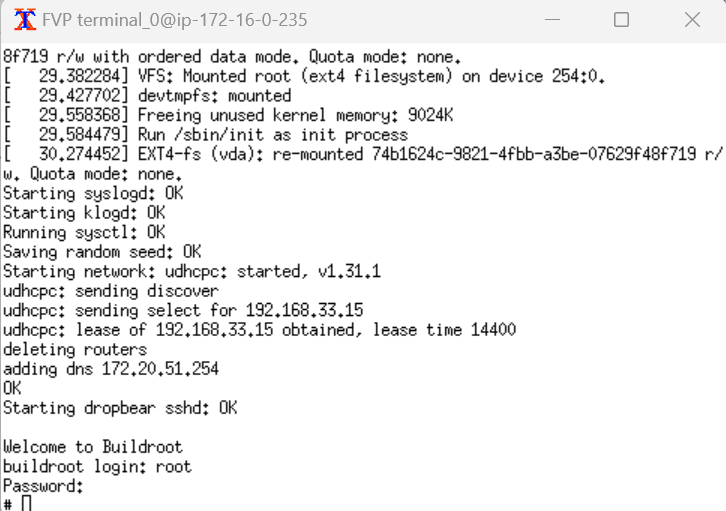 FVP terminal_0@ip-172-16-0-235
8f719 r/w with ordered data mode. Quota mode: none.
[   29.382284] VFS: Mounted root (ext4 filesystem) on device 254:0.
[   29.427702] devtmpfs: mounted
[   29.558368] Freeing unused kernel memory: 9024K
[   29.584479] Run /sbin/init as init process
[   30.274452] EXT4-fs (vda): re-mounted 74b1624c-9821-4fbb-a3be-07629f48f719 r/
w. Quota mode: none.
Starting syslogd: OK
Starting klogd: OK
Running sysctl: OK
Saving random seed: OK
Starting network: udhcpc: started, v1.31.1
udhcpc: sending discover
udhcpc: sending select for 192.168.33.15
udhcpc: lease of 192.168.33.15 obtained, lease time 14400
deleting routers
adding dns 172.20.51.254
OK
Starting dropbear sshd: OK
Welcome to Buildroot
buildroot login: root
Password:
#